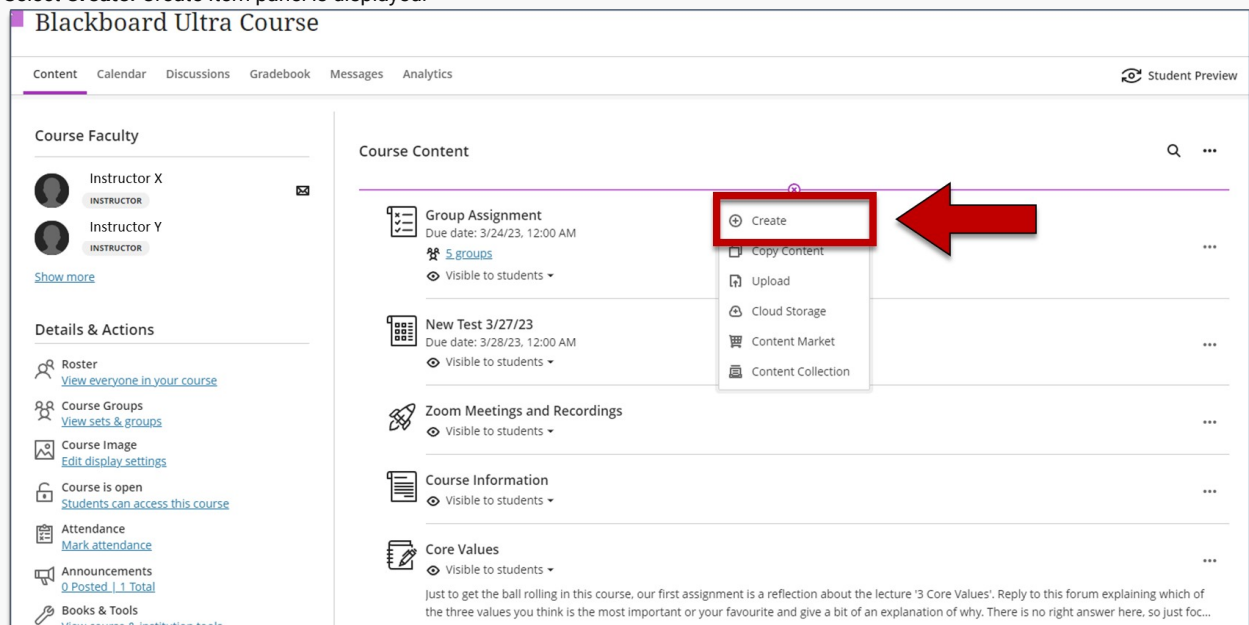 Blackboard Ultra Course
Content Calendar Discussions Gradebook Messages Analytics
Student Preview
Course Faculty
Instructor X
INSTRUCTOR
Instructor Y
INSTRUCTOR
Show more
Details & Actions
Roster
View everyone in your course
Course Groups
View sets & groups
Course Image
Edit display settings
Course is open
Students can access this course
Attendance
Mark attendance
Announcements
0 Posted | 1 Total
Books & Tools
View course & institution tools
Course Content
Group Assignment
Due date: 3/24/23, 12:00 AM
5 groups
Visible to students
Create
Copy Content
Upload
Cloud Storage
Content Market
Content Collection
New Test 3/27/23
Due date: 3/28/23, 12:00 AM
Visible to students
Zoom Meetings and Recordings
Visible to students
Course Information
Visible to students
Core Values
Visible to students
Just to get the ball rolling in this course, our first assignment is a reflection about the lecture '3 Core Values'. Reply to this forum explaining which of
the three values you think is the most important or your favourite and give a bit of an explanation of why. There is no right answer here, so just foc...